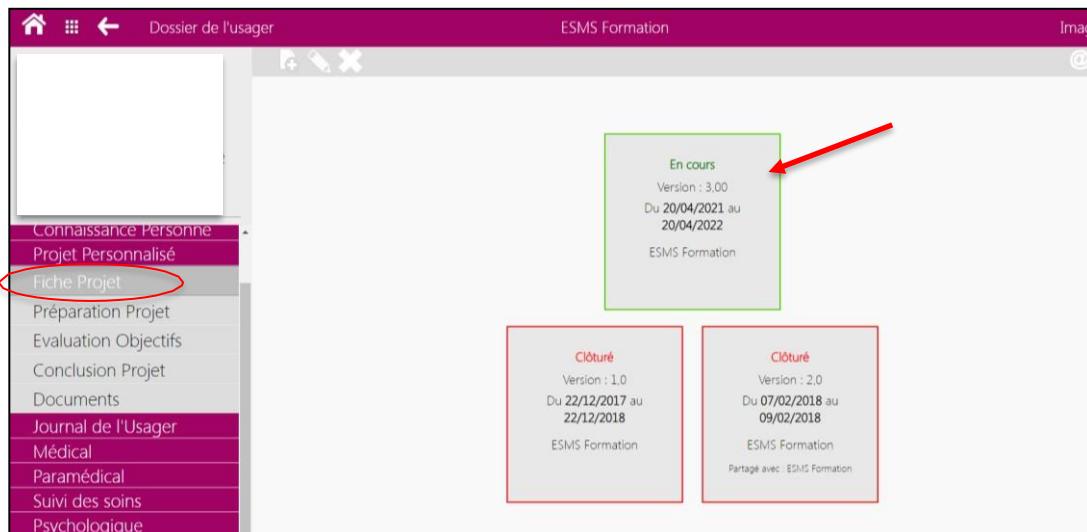 Dossier de l'usager
ESMS Formation
Connaissance Personne
Projet Personnalisé
Fiche Projet
Préparation Projet
Evaluation Objectifs
Conclusion Projet
Documents
Journal de l'Usager
Médical
Paramédical
Suivi des soins
Psychologique
En cours
Version : 3,00
Du 20/04/2021 au
20/04/2022
ESMS Formation
Clôturé
Version : 1,0
Du 22/12/2017 au
22/12/2018
ESMS Formation
Clôturé
Version : 2,0
Du 07/02/2018 au
09/02/2018
ESMS Formation
Partagé avec : ESMS Formation